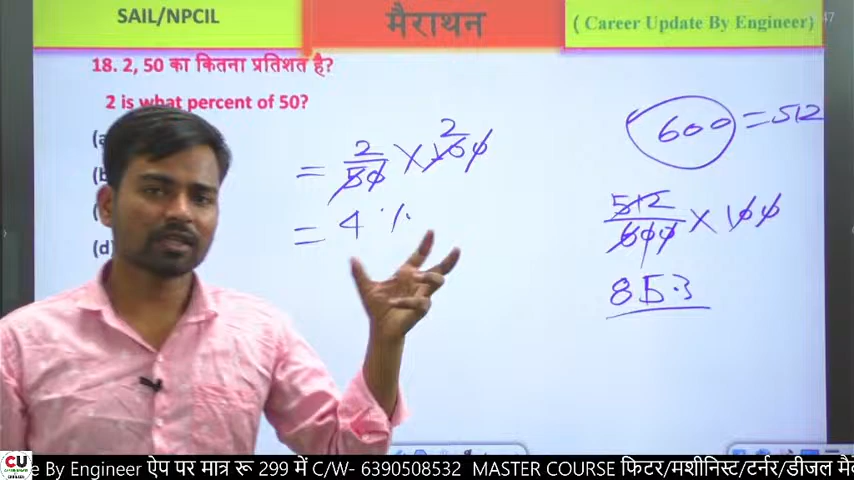 SAIL/NPCIL
मैराथन
( Career Update By Engineer )
47
18. 2, 50 का कितना प्रतिशत है?
2 is what percent of 50?
(b
(d)
= 2/50 × 100 2
= 4 %
600 = 512
512/600 × 100
85.3
CU
e By Engineer ऐप पर मात्र रू 299 में C/W- 6390508532 MASTER COURSE फिटर/मशीनिस्ट/टर्नर/डीजल मै